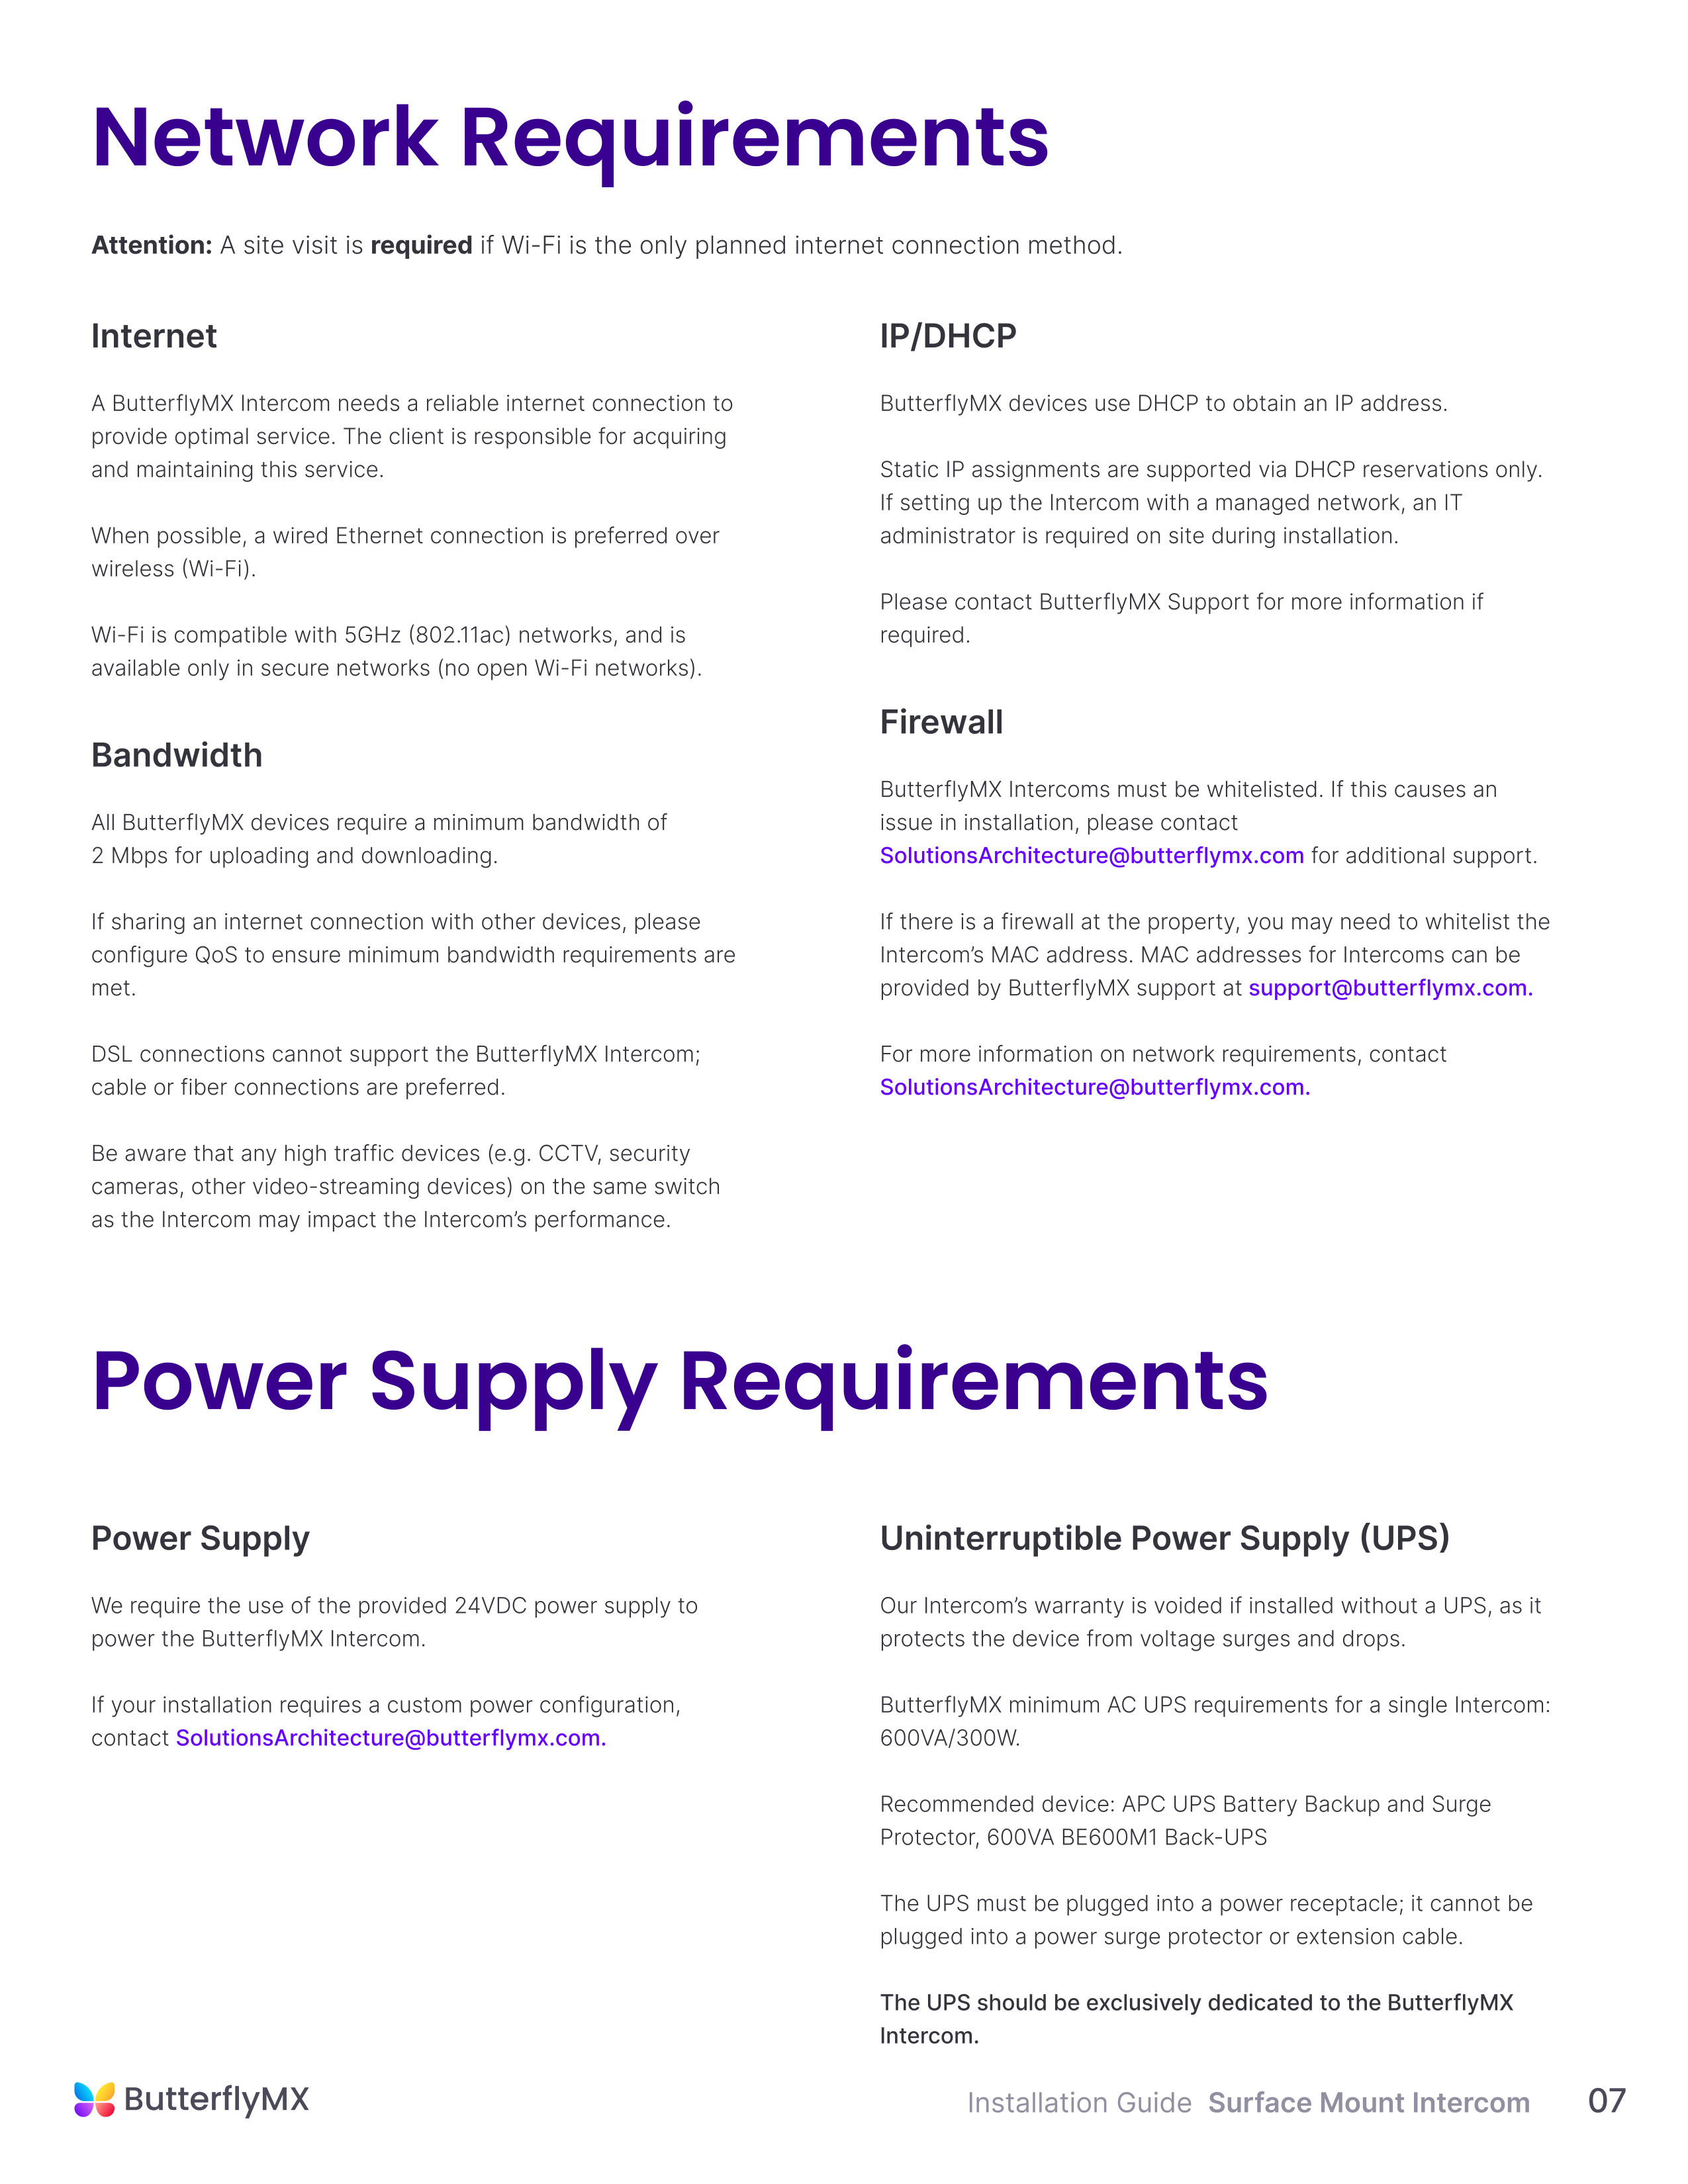 Network Requirements
Attention: A site visit is required if Wi-Fi is the only planned internet connection method.
Internet
A ButterflyMX Intercom needs a reliable internet connection to
provide optimal service. The client is responsible for acquiring
and maintaining this service.
When possible, a wired Ethernet connection is preferred over
wireless (Wi-Fi).
Wi-Fi is compatible with 5GHz (802.11ac) networks, and is
available only in secure networks (no open Wi-Fi networks).
Bandwidth
All ButterflyMX devices require a minimum bandwidth of
2 Mbps for uploading and downloading.
If sharing an internet connection with other devices, please
configure QoS to ensure minimum bandwidth requirements are
met.
DSL connections cannot support the ButterflyMX Intercom;
cable or fiber connections are preferred.
Be aware that any high traffic devices (e.g. CCTV, security
cameras, other video-streaming devices) on the same switch
as the Intercom may impact the Intercom’s performance.
IP/DHCP
ButterflyMX devices use DHCP to obtain an IP address.
Static IP assignments are supported via DHCP reservations only.
If setting up the Intercom with a managed network, an IT
administrator is required on site during installation.
Please contact ButterflyMX Support for more information if
required.
Firewall
ButterflyMX Intercoms must be whitelisted. If this causes an
issue in installation, please contact
SolutionsArchitecture@butterflymx.com for additional support.
If there is a firewall at the property, you may need to whitelist the
Intercom’s MAC address. MAC addresses for Intercoms can be
provided by ButterflyMX support at support@butterflymx.com.
For more information on network requirements, contact
SolutionsArchitecture@butterflymx.com.
Power Supply Requirements
Power Supply
We require the use of the provided 24VDC power supply to
power the ButterflyMX Intercom.
If your installation requires a custom power configuration,
contact SolutionsArchitecture@butterflymx.com.
Uninterruptible Power Supply (UPS)
Our Intercom’s warranty is voided if installed without a UPS, as it
protects the device from voltage surges and drops.
ButterflyMX minimum AC UPS requirements for a single Intercom:
600VA/300W.
Recommended device: APC UPS Battery Backup and Surge
Protector, 600VA BE600M1 Back-UPS
The UPS must be plugged into a power receptacle; it cannot be
plugged into a power surge protector or extension cable.
The UPS should be exclusively dedicated to the ButterflyMX
Intercom.
ButterflyMX
Installation Guide Surface Mount Intercom 07